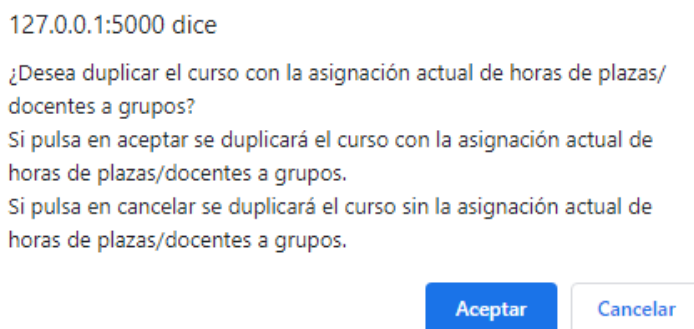 127.0.0.1:5000 dice
¿Desea duplicar el curso con la asignación actual de horas de plazas/
docentes a grupos?
Si pulsa en aceptar se duplicará el curso con la asignación actual de
horas de plazas/docentes a grupos.
Si pulsa en cancelar se duplicará el curso sin la asignación actual de
horas de plazas/docentes a grupos.
Aceptar Cancelar